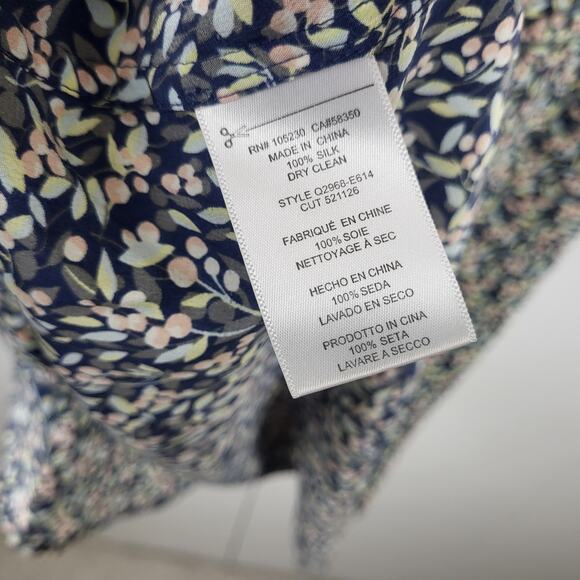 RN# 105230 CA#58350
MADE IN CHINA
100% SILK
DRY CLEAN
STYLE Q2968-E614
CUT 521126
FABRIQUÉ EN CHINE
100% SOIE
NETTOYAGE À SEC
HECHO EN CHINA
100% SEDA
LAVADO EN SECO
PRODOTTO IN CINA
100% SETA
LAVARE A SECCO